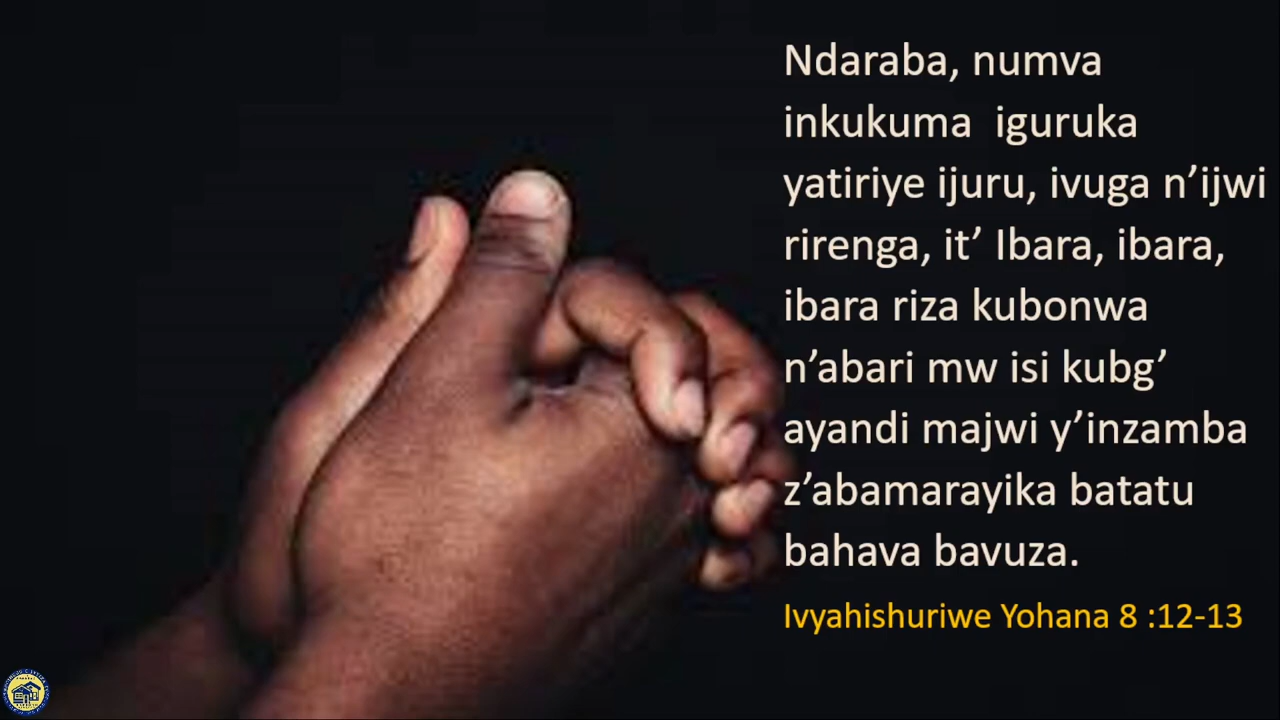 Ndaraba, numva
inkukuma  iguruka
yatiriye ijuru, ivuga n’ijwi
rirenga, it’ Ibara, ibara,
ibara riza kubonwa
n’abari mw isi kubg’
ayandi majwi y’inzamba
z’abamarayika batatu
bahava bavuza.
Ivyahishuriwe Yohana 8 :12-13